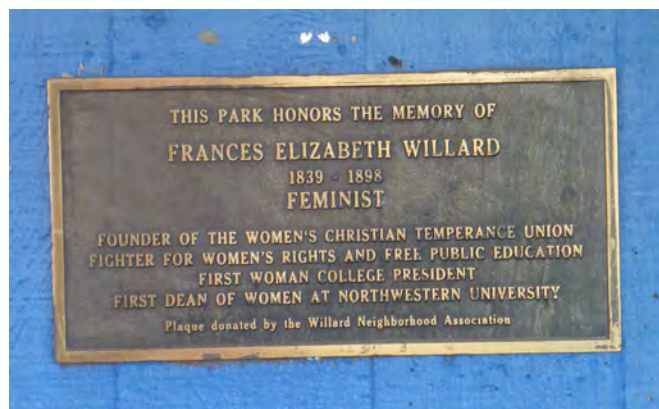 THIS PARK HONORS THE MEMORY OF
FRANCES ELIZABETH WILLARD
1839 - 1898
FEMINIST
FOUNDER OF THE WOMEN'S CHRISTIAN TEMPERANCE UNION
FIGHTER FOR WOMEN'S RIGHTS AND FREE PUBLIC EDUCATION
FIRST WOMAN COLLEGE PRESIDENT
FIRST DEAN OF WOMEN AT NORTHWESTERN UNIVERSITY
Plaque donated by the Willard Neighborhood Association